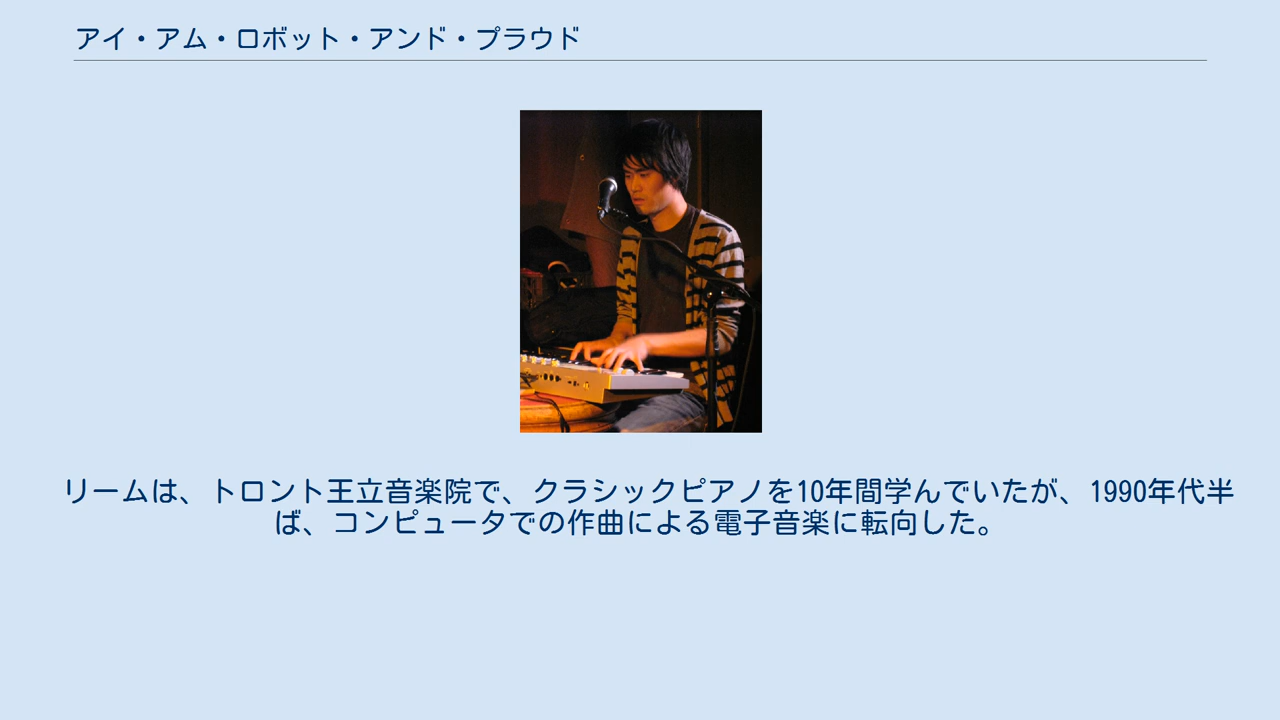 アイ・アム・ロボット・アンド・プラウド
リームは、トロント王立音楽院で、クラシックピアノを10年間学んでいたが、1990年代半
ば、コンピュータでの作曲による電子音楽に転向した。